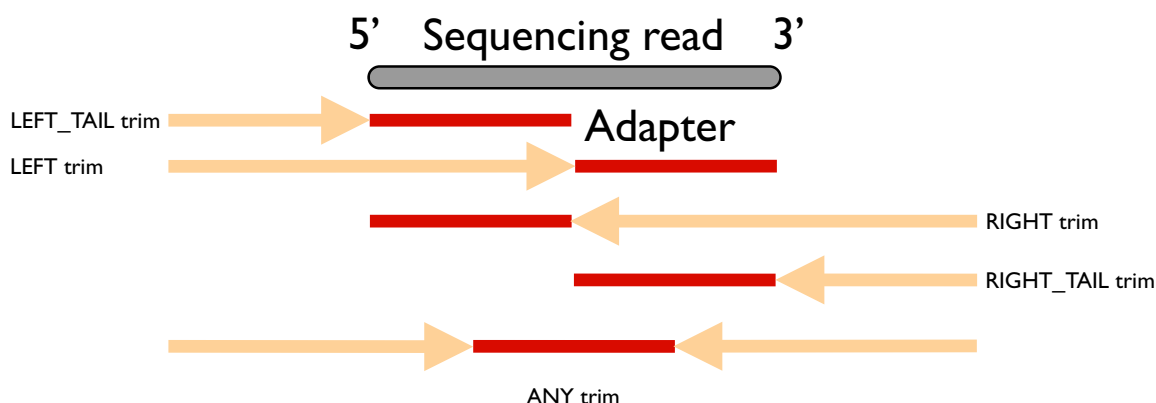 5’ Sequencing read 3’
LEFT_TAIL trim
Adapter
LEFT trim
RIGHT trim
RIGHT_TAIL trim
ANY trim